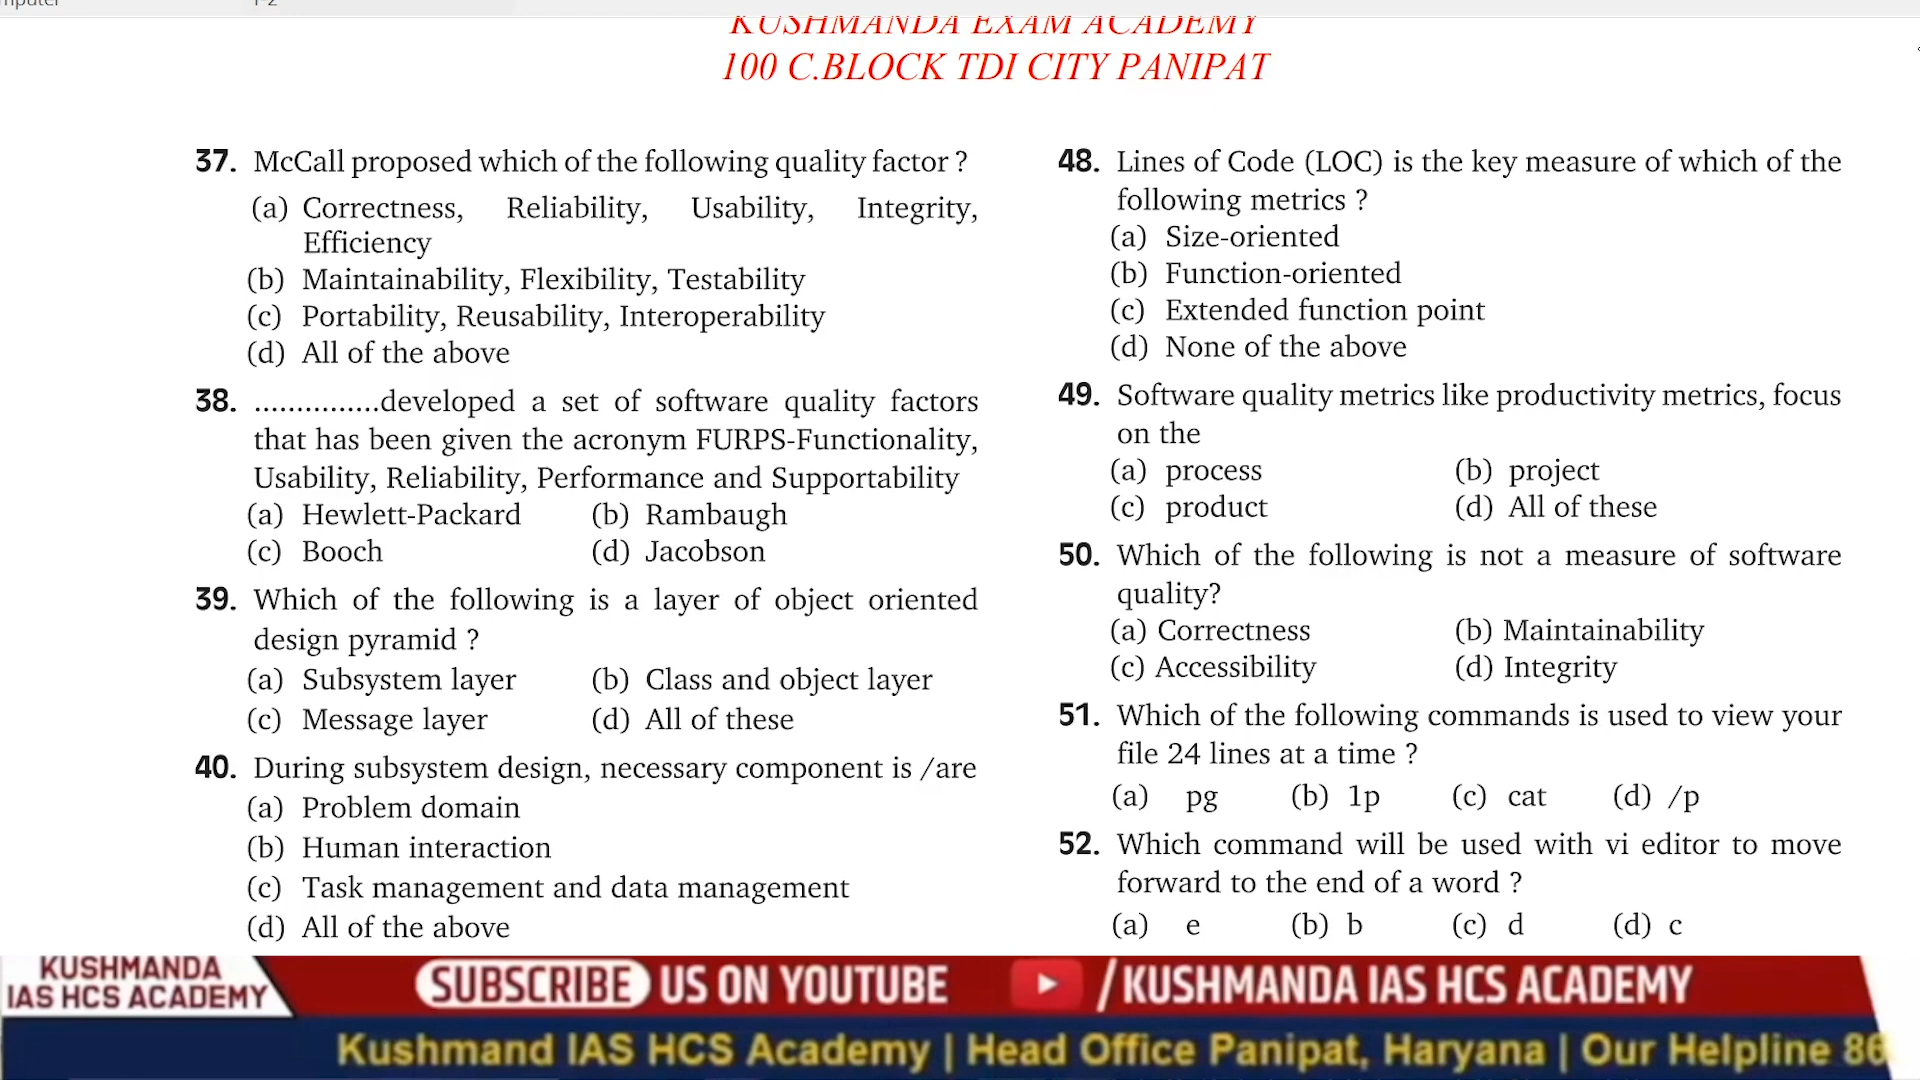 mputer
KUSHMANDA EXAM ACADEMY
100 C.BLOCK TDI CITY PANIPAT
37. McCall proposed which of the following quality factor ?
(a) Correctness, Reliability, Usability, Integrity,
Efficiency
(b) Maintainability, Flexibility, Testability
(c) Portability, Reusability, Interoperability
(d) All of the above
38. ...............developed a set of software quality factors
that has been given the acronym FURPS-Functionality,
Usability, Reliability, Performance and Supportability
(a) Hewlett-Packard (b) Rambaugh
(c) Booch (d) Jacobson
39. Which of the following is a layer of object oriented
design pyramid ?
(a) Subsystem layer (b) Class and object layer
(c) Message layer (d) All of these
40. During subsystem design, necessary component is /are
(a) Problem domain
(b) Human interaction
(c) Task management and data management
(d) All of the above
48. Lines of Code (LOC) is the key measure of which of the
following metrics ?
(a) Size-oriented
(b) Function-oriented
(c) Extended function point
(d) None of the above
49. Software quality metrics like productivity metrics, focus
on the
(a) process (b) project
(c) product (d) All of these
50. Which of the following is not a measure of software
quality?
(a) Correctness (b) Maintainability
(c) Accessibility (d) Integrity
51. Which of the following commands is used to view your
file 24 lines at a time ?
(a) pg (b) 1p (c) cat (d) /p
52. Which command will be used with vi editor to move
forward to the end of a word ?
(a) e (b) b (c) d (d) c
KUSHMANDA
IAS HCS ACADEMY
SUBSCRIBE US ON YOUTUBE /KUSHMANDA IAS HCS ACADEMY
Kushmand IAS HCS Academy | Head Office Panipat, Haryana | Our Helpline 86